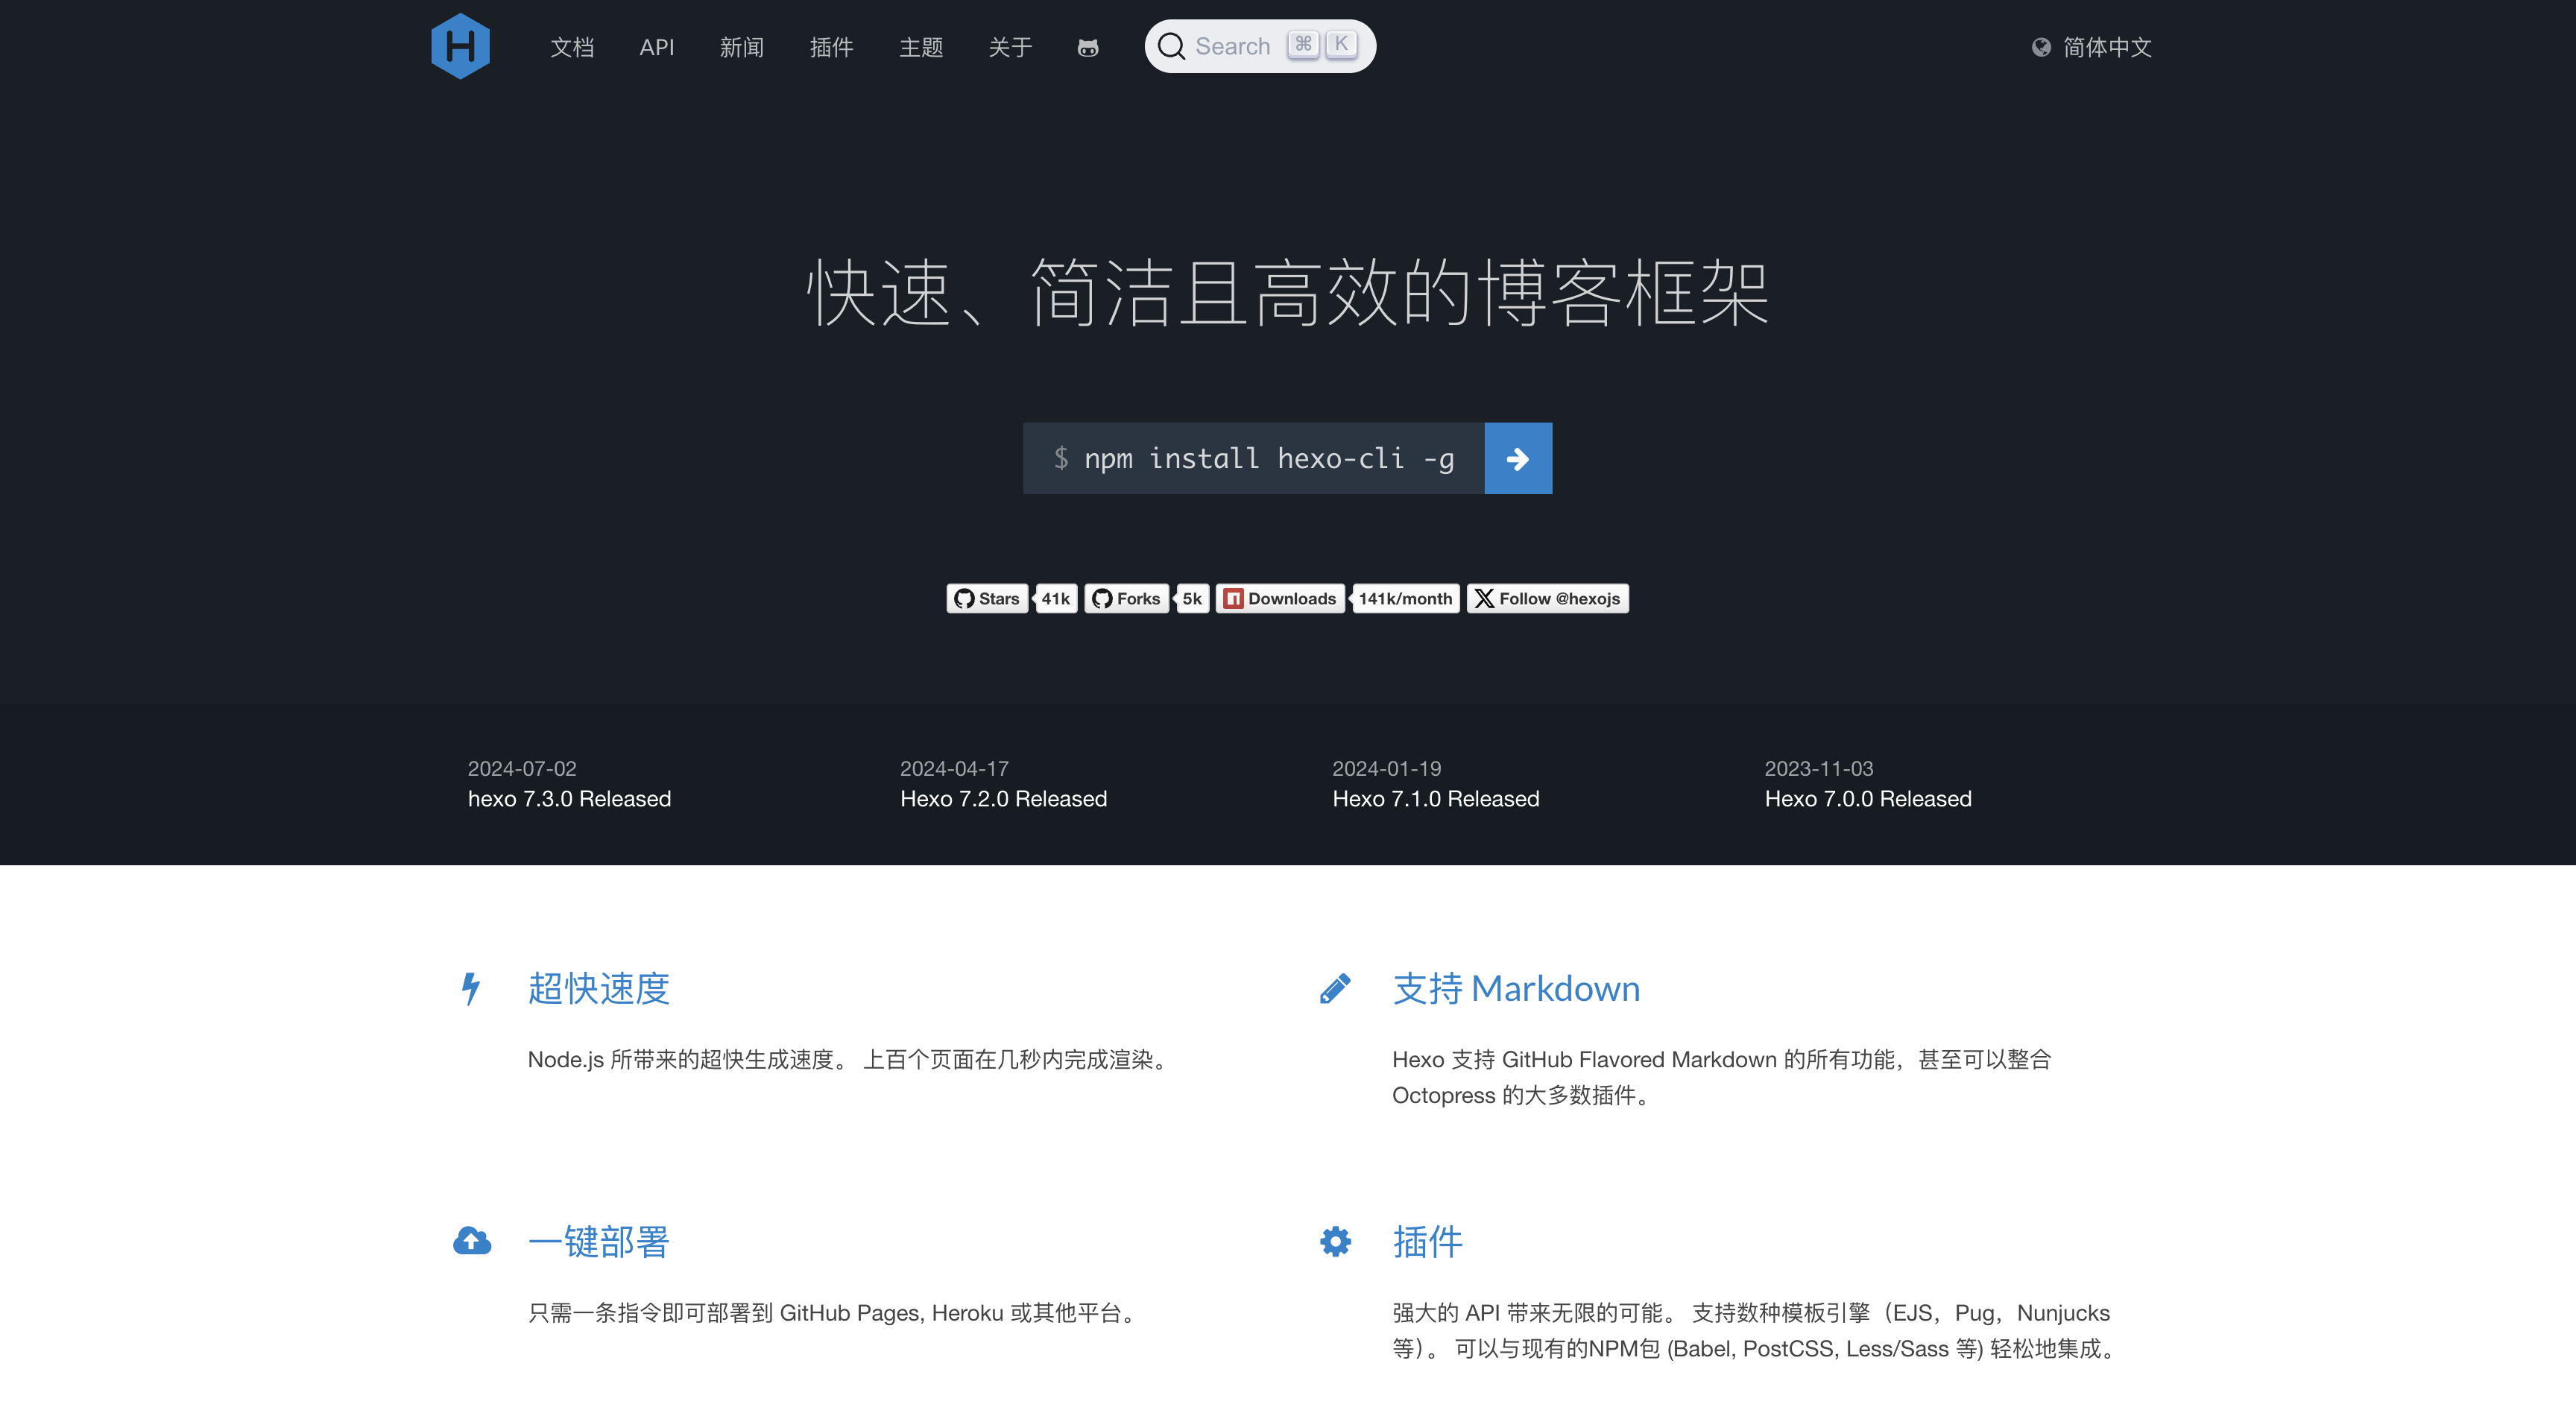 H
文档 API 新闻 插件 主题 关于 Search ⌘ K 简体中文
快速、简洁且高效的博客框架
$ npm install hexo-cli -g
Stars 41k Forks 5k Downloads 141k/month Follow @hexojs
2024-07-02 2024-04-17 2024-01-19 2023-11-03
hexo 7.3.0 Released Hexo 7.2.0 Released Hexo 7.1.0 Released Hexo 7.0.0 Released
超快速度
Node.js 所带来的超快生成速度。 上百个页面在几秒内完成渲染。
支持 Markdown
Hexo 支持 GitHub Flavored Markdown 的所有功能，甚至可以整合
Octopress 的大多数插件。
一键部署
只需一条指令即可部署到 GitHub Pages, Heroku 或其他平台。
插件
强大的 API 带来无限的可能。 支持数种模板引擎（EJS，Pug，Nunjucks
等）。 可以与现有的NPM包 (Babel, PostCSS, Less/Sass 等) 轻松地集成。